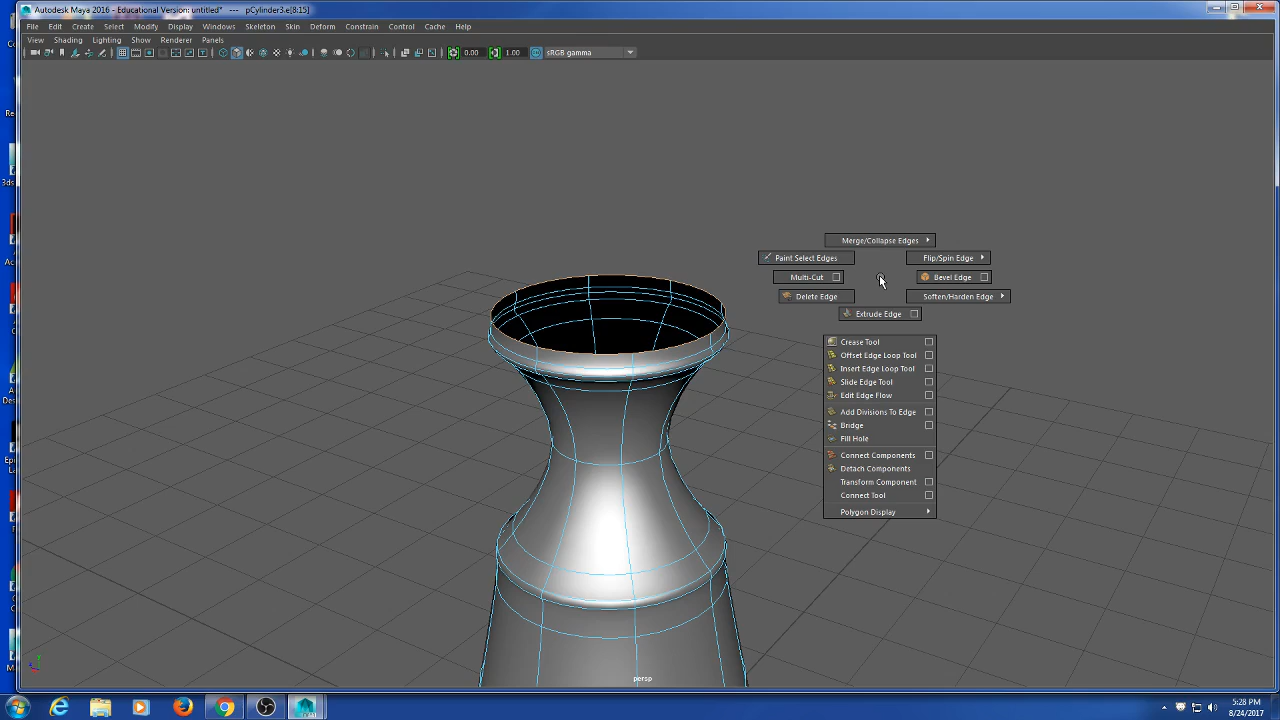 Autodesk Maya 2016 - Educational Version: untitled* --- pCylinder3.e[8:15]
File Edit Create Select Modify Display Windows Skeleton Skin Deform Constrain Control Cache Help
View Shading Lighting Show Renderer Panels
0.00 1.00 sRGB gamma
Merge/Collapse Edges
Paint Select Edges Flip/Spin Edge
Multi-Cut Bevel Edge
Delete Edge Soften/Harden Edge
Extrude Edge
Crease Tool
Offset Edge Loop Tool
Insert Edge Loop Tool
Slide Edge Tool
Edit Edge Flow
Add Divisions To Edge
Bridge
Fill Hole
Connect Components
Detach Components
Transform Component
Connect Tool
Polygon Display
persp
5:28 PM
8/24/2017